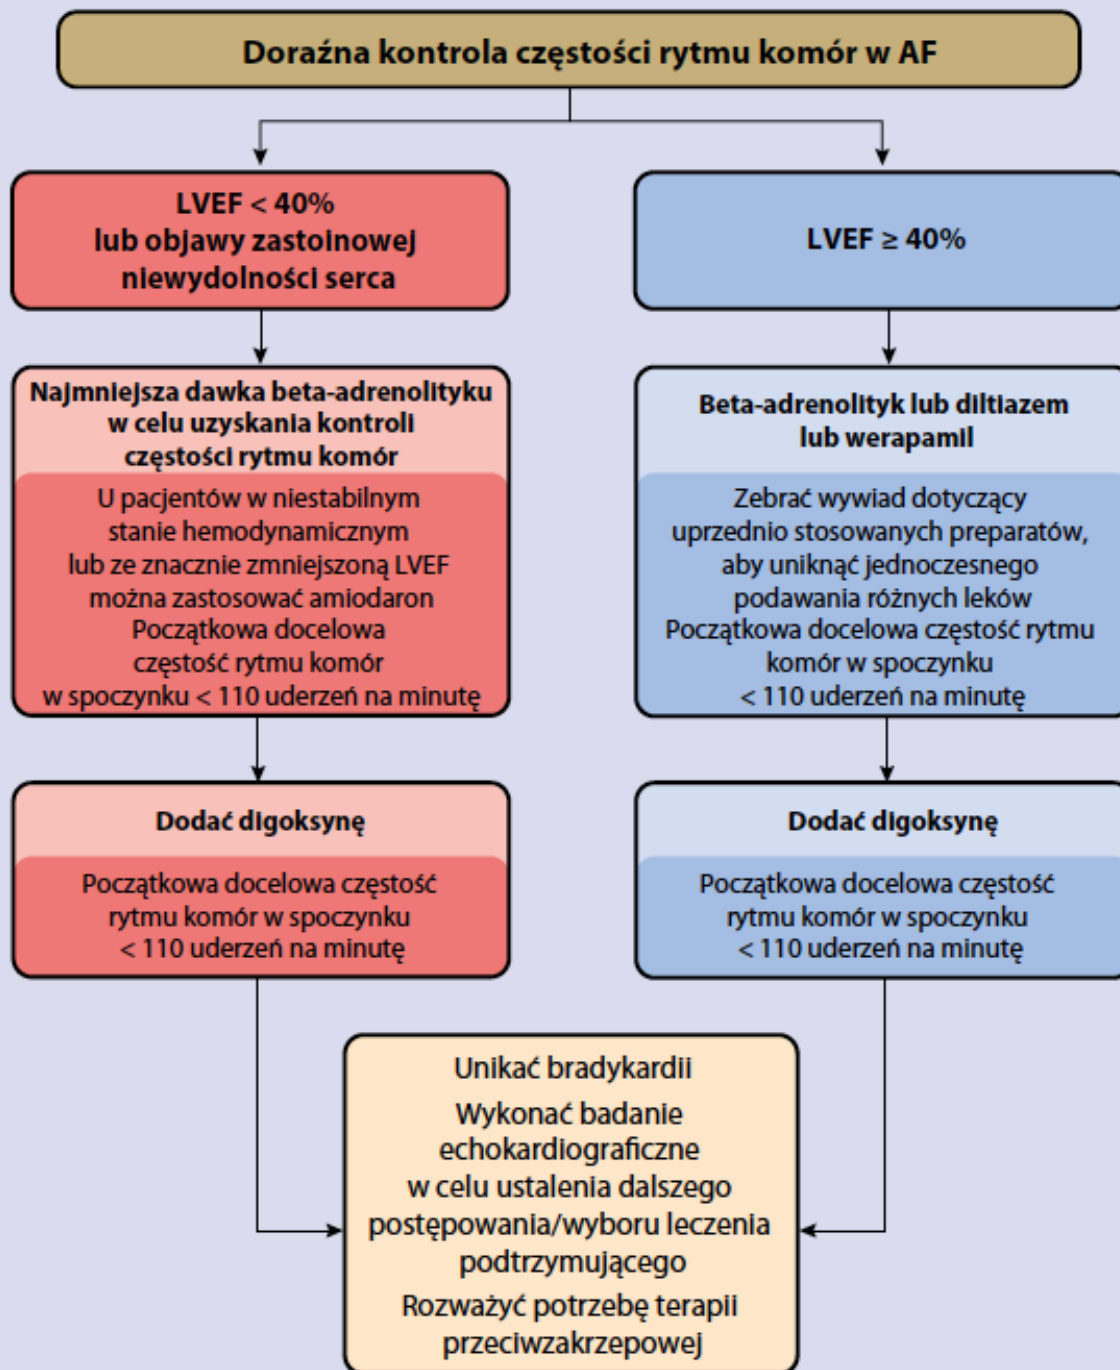 Doraźna kontrola częstości rytmu komór w AF
LVEF < 40%
lub objawy zastoinowej
niewydolności serca
Najmniejsza dawka beta-adrenolityku
w celu uzyskania kontroli
częstości rytmu komór
U pacjentów w niestabilnym
stanie hemodynamicznym
lub ze znacznie zmniejszoną LVEF
można zastosować amiodaron
Początkowa docelowa
częstość rytmu komór
w spoczynku < 110 uderzeń na minutę
Dodać digoksynę
Początkowa docelowa częstość
rytmu komór w spoczynku
< 110 uderzeń na minutę
LVEF ≥ 40%
Beta-adrenolityk lub diltiazem
lub werapamil
Zebrać wywiad dotyczący
uprzednio stosowanych preparatów,
aby uniknąć jednoczesnego
podawania różnych leków
Początkowa docelowa częstość rytmu
komór w spoczynku
< 110 uderzeń na minutę
Dodać digoksynę
Początkowa docelowa częstość
rytmu komór w spoczynku
< 110 uderzeń na minutę
Unikać bradykardii
Wykonać badanie
echokardiograficzne
w celu ustalenia dalszego
postępowania/wyboru leczenia
podtrzymującego
Rozważyć potrzebę terapii
przeciwzakrzepowej